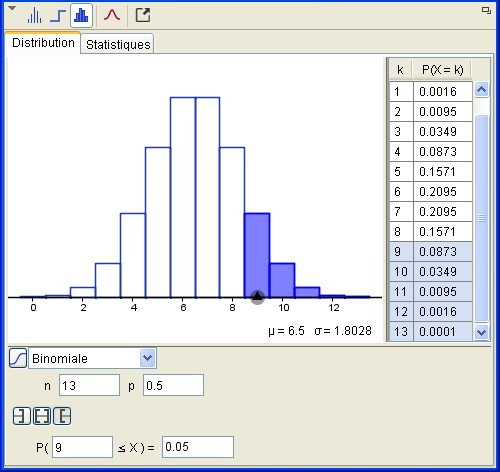 Distribution Statistiques
k P(X = k)
1 0.0016
2 0.0095
3 0.0349
4 0.0873
5 0.1571
6 0.2095
7 0.2095
8 0.1571
9 0.0873
10 0.0349
11 0.0095
12 0.0016
13 0.0001
0 2 4 6 8 10 12
μ = 6.5 σ = 1.8028
Binomiale
n 13 p 0.5
P( 9 ≤ X ) = 0.05